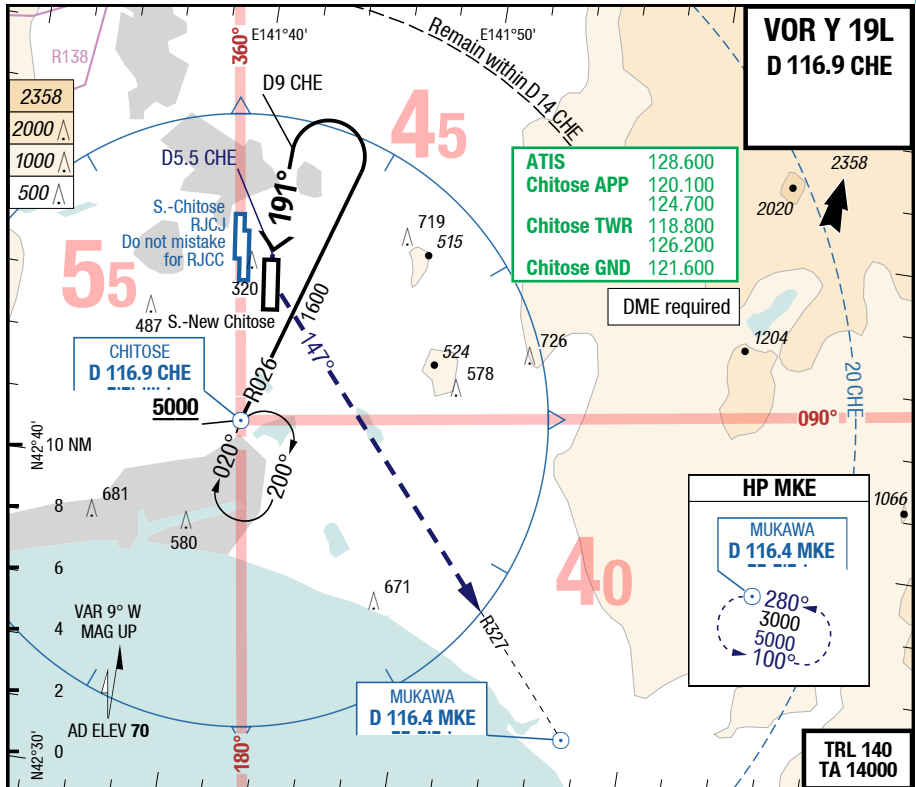 VOR Y 19L
D 116.9 CHE
R138
E141°40'
E141°50'
360°
Remain within D14 CHE
D9 CHE
2358
2000
1000
500
45
D5.5 CHE
191°
ATIS 128.600
Chitose APP 120.100
124.700
Chitose TWR 118.800
126.200
Chitose GND 121.600
2358
2020
S.-Chitose
RJCJ
Do not mistake
for RJCC
719
515
55
320
487
S.-New Chitose
1600
147°
DME required
726
1204
524
578
CHITOSE
D 116.9 CHE
R026
5000
20 CHE
090°
N42°40'
10 NM
020°
200°
8
681
580
6
671
40
1066
HP MKE
MUKAWA
D 116.4 MKE
280°
3000
5000
100°
VAR 9° W
MAG UP
4
R327
2
AD ELEV 70
MUKAWA
D 116.4 MKE
0
N42°30'
180°
TRL 140
TA 14000